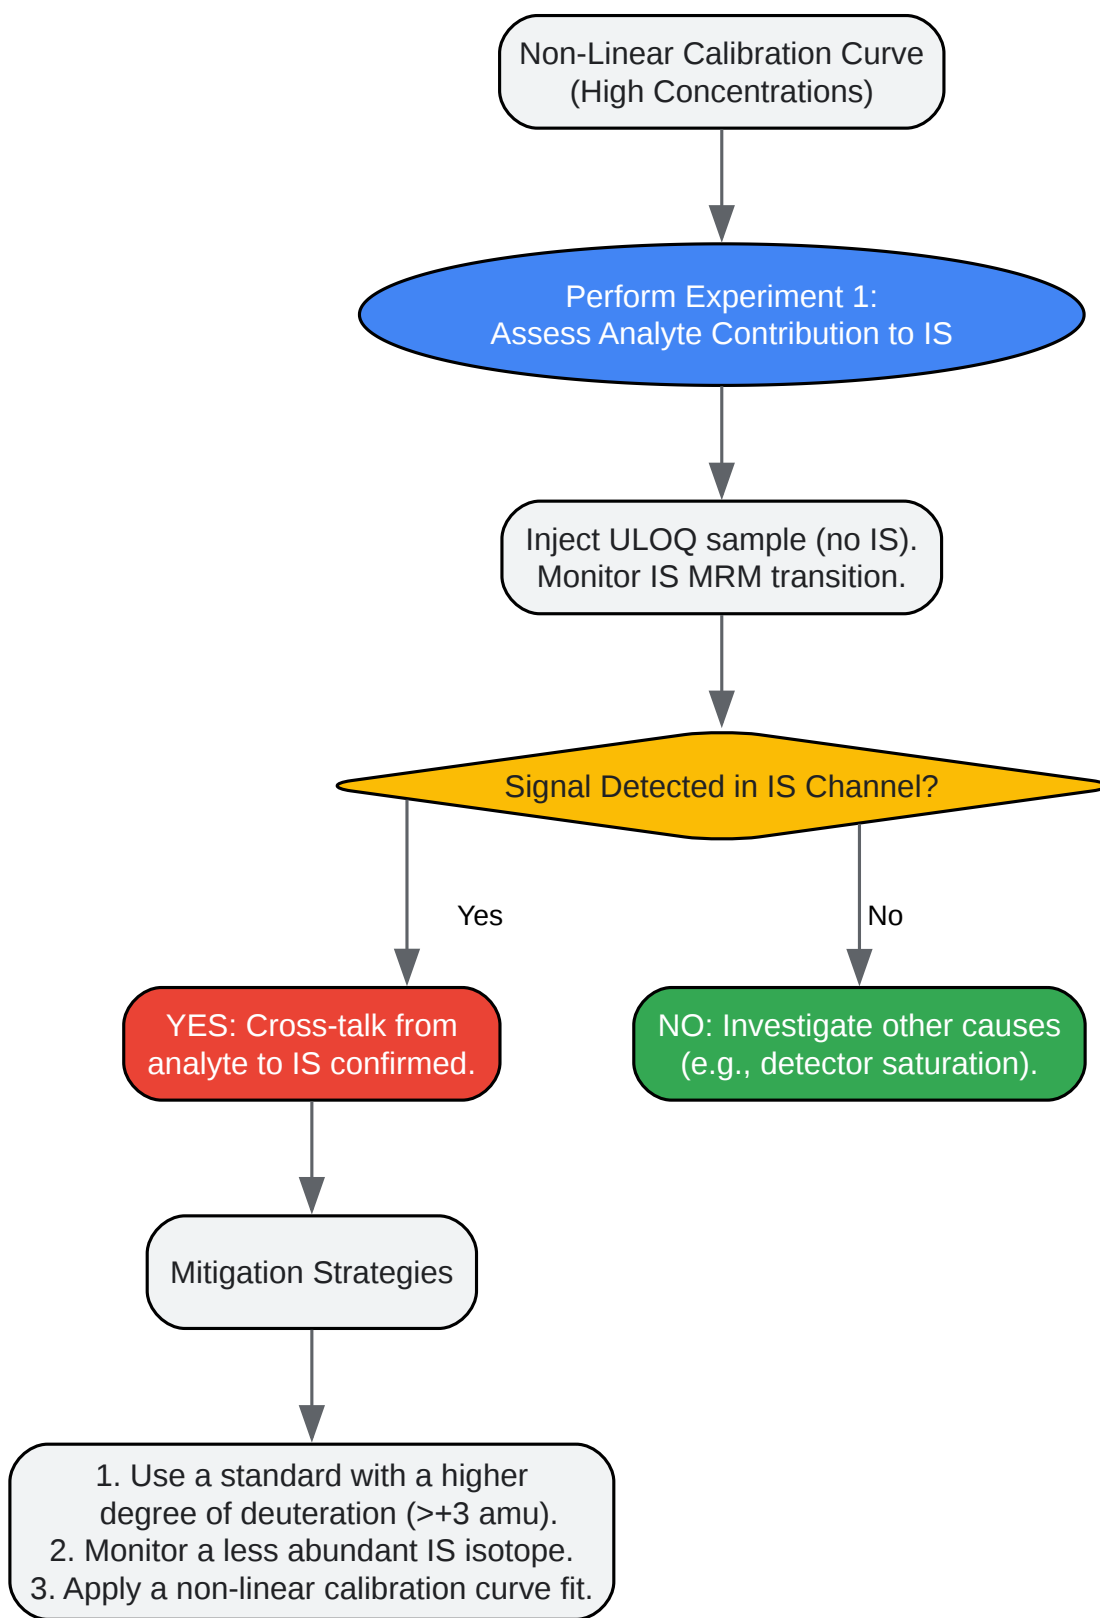 Non-Linear Calibration Curve
(High Concentrations)
Perform Experiment 1:
Assess Analyte Contribution to IS
Inject ULOQ sample (no IS).
Monitor IS MRM transition.
Signal Detected in IS Channel?
Yes
No
YES: Cross-talk from
analyte to IS confirmed.
NO: Investigate other causes
(e.g., detector saturation).
Mitigation Strategies
1. Use a standard with a higher
degree of deuteration (>+3 amu).
2. Monitor a less abundant IS isotope.
3. Apply a non-linear calibration curve fit.